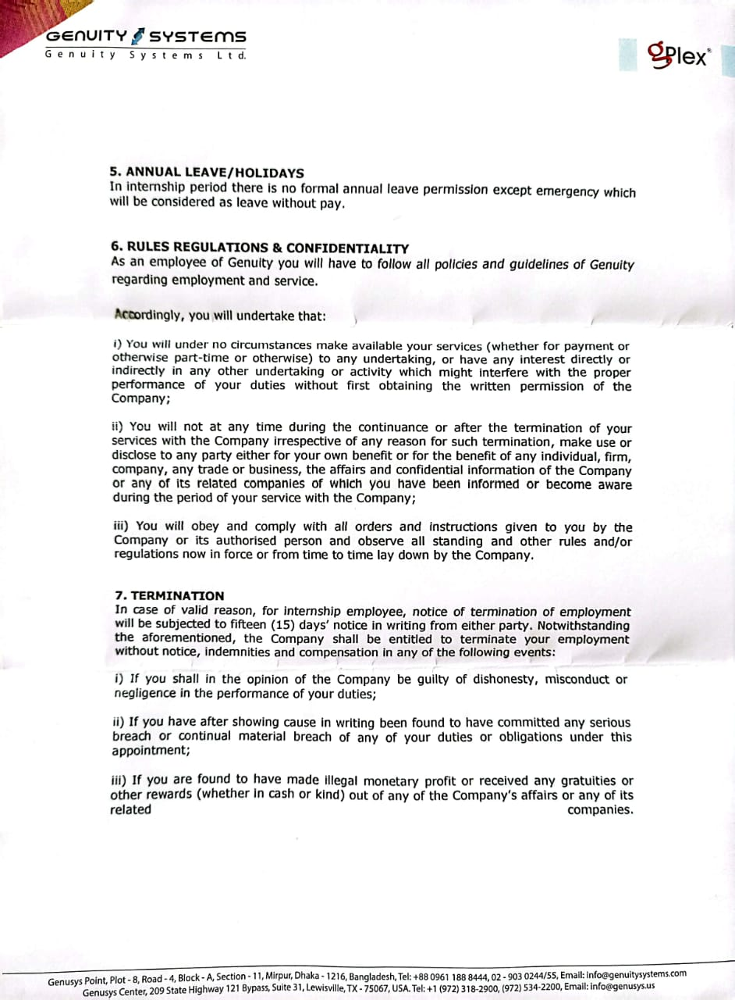 GENUITY SYSTEMS
Genuity Systems Ltd.
gPlex®
5. ANNUAL LEAVE/HOLIDAYS
In internship period there is no formal annual leave permission except emergency which
will be considered as leave without pay.
6. RULES REGULATIONS & CONFIDENTIALITY
As an employee of Genuity you will have to follow all policies and guidelines of Genuity
regarding employment and service.
Accordingly, you will undertake that:
i) You will under no circumstances make available your services (whether for payment or
otherwise part-time or otherwise) to any undertaking, or have any interest directly or
indirectly in any other undertaking or activity which might interfere with the proper
performance of your duties without first obtaining the written permission of the
Company;
ii) You will not at any time during the continuance or after the termination of your
services with the Company irrespective of any reason for such termination, make use or
disclose to any party either for your own benefit or for the benefit of any individual, firm,
company, any trade or business, the affairs and confidential information of the Company
or any of its related companies of which you have been informed or become aware
during the period of your service with the Company;
iii) You will obey and comply with all orders and instructions given to you by the
Company or its authorised person and observe all standing and other rules and/or
regulations now in force or from time to time lay down by the Company.
7. TERMINATION
In case of valid reason, for internship employee, notice of termination of employment
will be subjected to fifteen (15) days' notice in writing from either party. Notwithstanding
the aforementioned, the Company shall be entitled to terminate your employment
without notice, indemnities and compensation in any of the following events:
i) If you shall in the opinion of the Company be guilty of dishonesty, misconduct or
negligence in the performance of your duties;
ii) If you have after showing cause in writing been found to have committed any serious
breach or continual material breach of any of your duties or obligations under this
appointment;
iii) If you are found to have made illegal monetary profit or received any gratuities or
other rewards (whether in cash or kind) out of any of the Company's affairs or any of its
related companies.
Genusys Point, Plot - 8, Road - 4, Block - A, Section - 11, Mirpur, Dhaka - 1216, Bangladesh, Tel: +88 0961 188 8444, 02 - 903 0244/55, Email: info@genuitysystems.com
Genusys Center, 209 State Highway 121 Bypass, Suite 31, Lewisville, TX - 75067, USA. Tel: +1 (972) 318-2900, (972) 534-2200, Email: info@genusys.us